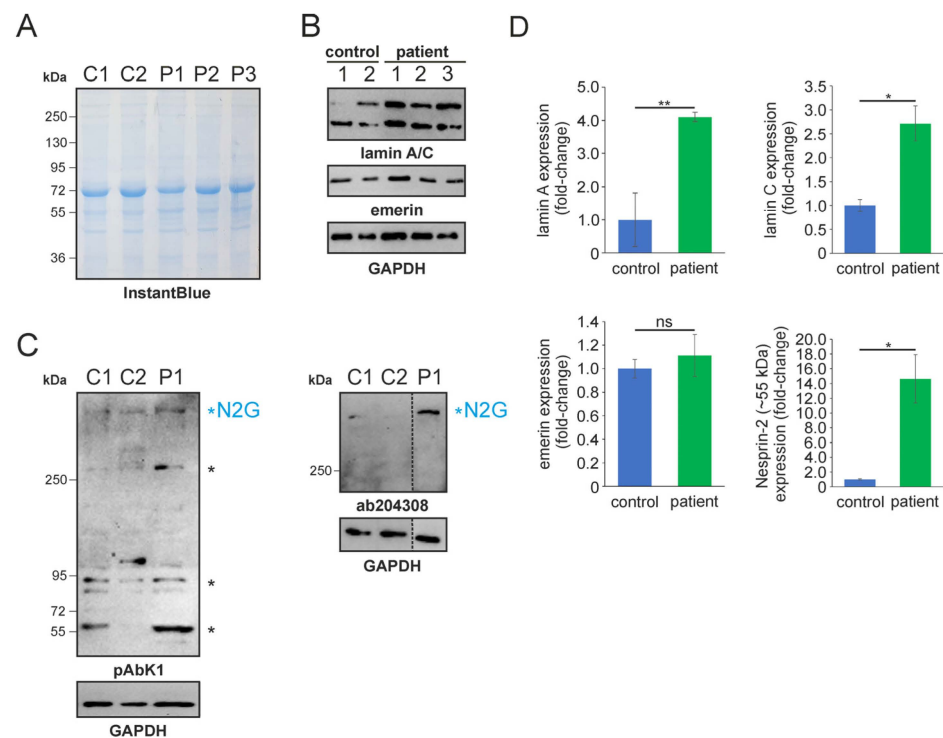 A
kDa C1 C2 P1 P2 P3
250
130
95
72
55
36
InstantBlue
B
control patient
1 2 1 2 3
lamin A/C
emerin
GAPDH
C
kDa C1 C2 P1
*N2G
*
250
95
*
72
55
*
pAbK1
GAPDH
kDa C1 C2 P1
*N2G
250
ab204308
GAPDH
D
lamin A expression
(fold-change)
5.0
4.0
3.0
2.0
1.0
0
**
control patient
lamin C expression
(fold-change)
3.5
3.0
2.5
2.0
1.5
1.0
0.5
0
*
control patient
emerin expression
(fold-change)
1.4
1.2
1.0
0.8
0.6
0.4
0.2
0
ns
control patient
Nesprin-2 (~55 kDa)
expression (fold-change)
20.0
18.0
16.0
14.0
12.0
10.0
8.0
6.0
4.0
2.0
0
*
control patient